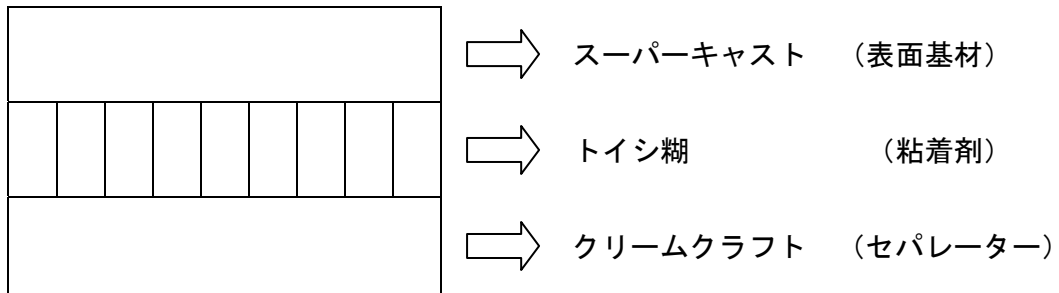 スーパーキャスト （表面基材）
トイシ糊 （粘着剤）
クリームクラフト （セパレーター）